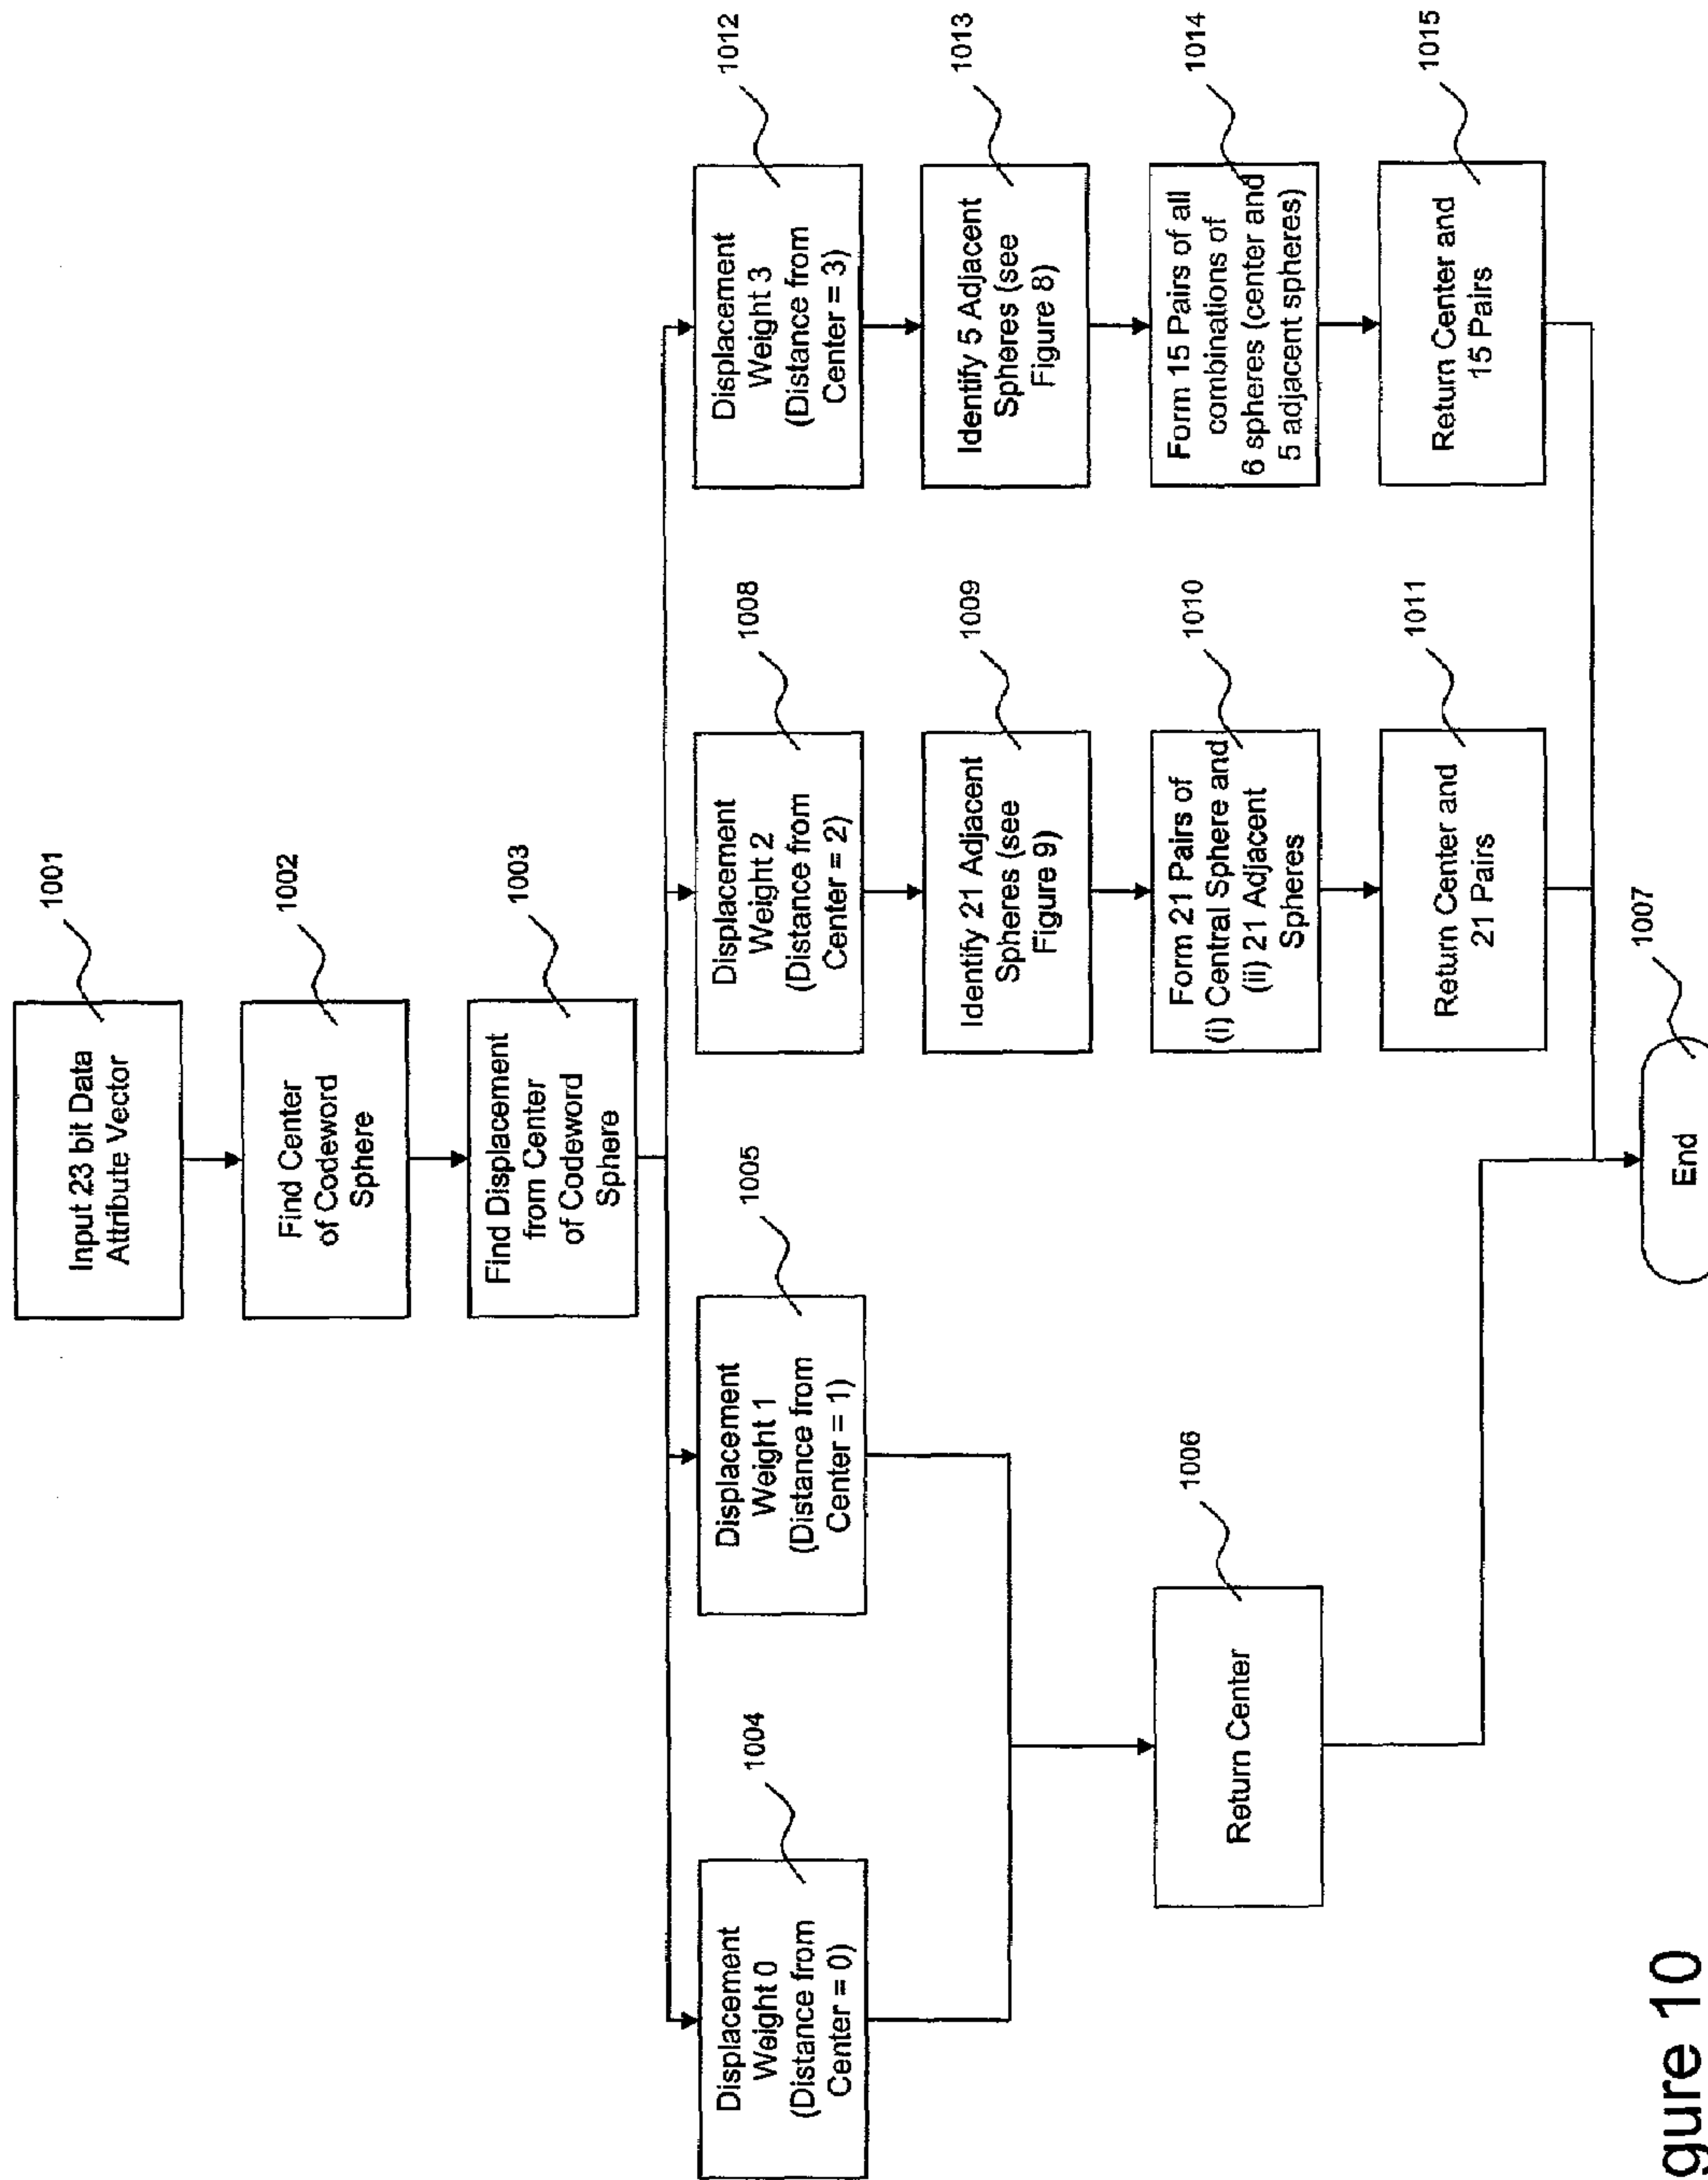 1001
Input 23 bit Data
Attribute Vector
1002
Find Center
of Codeword
Sphere
1003
Find Displacement
from Center
of Codeword
Sphere
1004
Displacement
Weight 0
(Distance from
Center = 0)
1005
Displacement
Weight 1
(Distance from
Center = 1)
1006
Return Center
1008
Displacement
Weight 2
(Distance from
Center = 2)
1009
Identify 21 Adjacent
Spheres (see
Figure 9)
1010
Form 21 Pairs of
(i) Central Sphere and
(ii) 21 Adjacent
Spheres
1011
Return Center and
21 Pairs
1012
Displacement
Weight 3
(Distance from
Center = 3)
1013
Identify 5 Adjacent
Spheres (see
Figure 8)
1014
Form 15 Pairs of all
combinations of
6 spheres (center and
5 adjacent spheres)
1015
Return Center and
15 Pairs
1007
End
gure 10